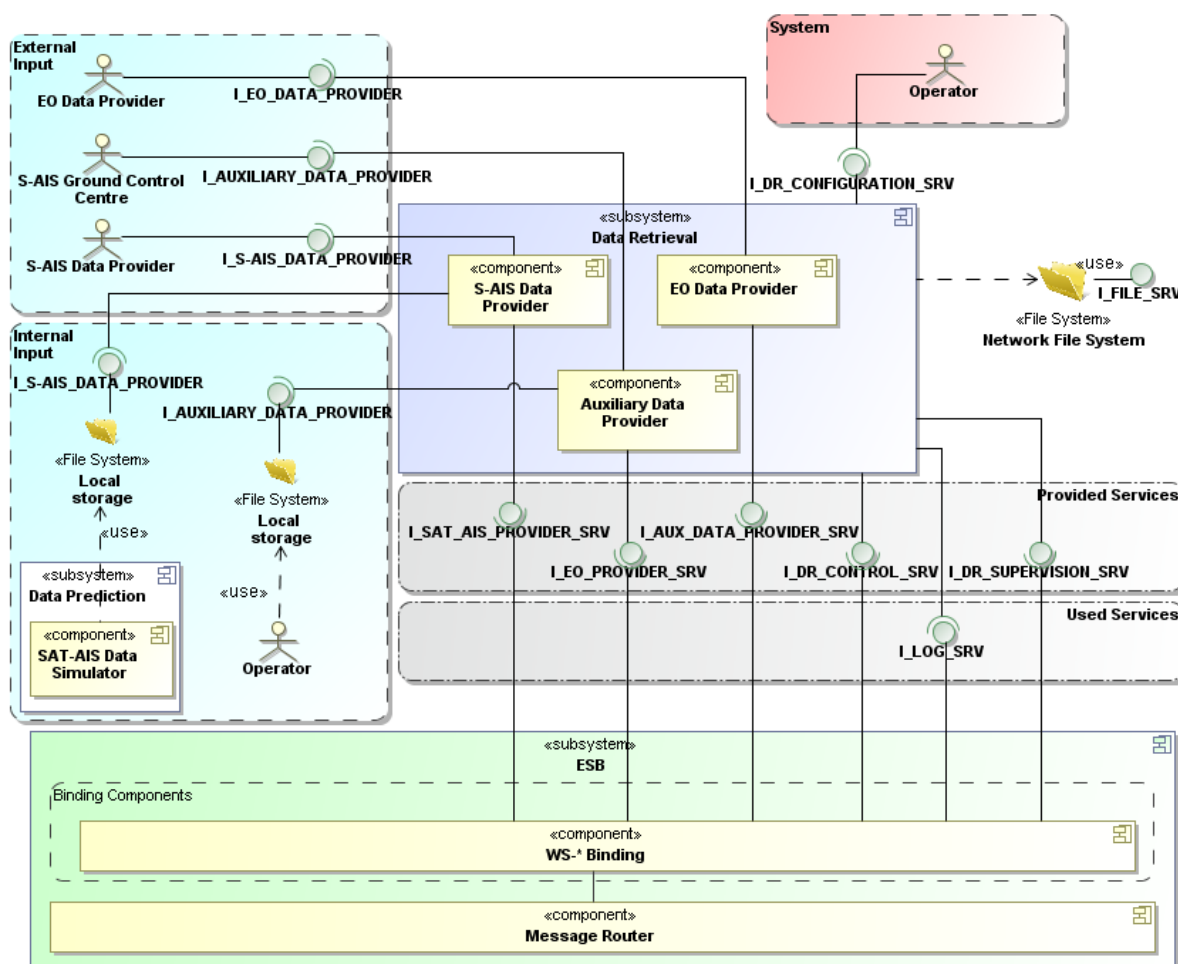 External
Input
EO Data Provider
I_EO_DATA_PROVIDER
S-AIS Ground Control
Centre
I_AUXILIARY_DATA_PROVIDER
S-AIS Data Provider
I_S-AIS_DATA_PROVIDER
System
Operator
I_DR_CONFIGURATION_SRV
«subsystem»
Data Retrieval
«component»
S-AIS Data
Provider
«component»
EO Data Provider
«component»
Auxiliary Data
Provider
«use»
I_FILE_SRV
«File System»
Network File System
Internal
Input
I_S-AIS_DATA_PROVIDER
I_AUXILIARY_DATA_PROVIDER
«File System»
Local
storage
«File System»
Local
storage
«use»
«use»
«subsystem»
Data Prediction
«component»
SAT-AIS Data
Simulator
Operator
Provided Services
I_SAT_AIS_PROVIDER_SRV
I_AUX_DATA_PROVIDER_SRV
I_EO_PROVIDER_SRV
I_DR_CONTROL_SRV
I_DR_SUPERVISION_SRV
Used Services
I_LOG_SRV
«subsystem»
ESB
Binding Components
«component»
WS-* Binding
«component»
Message Router